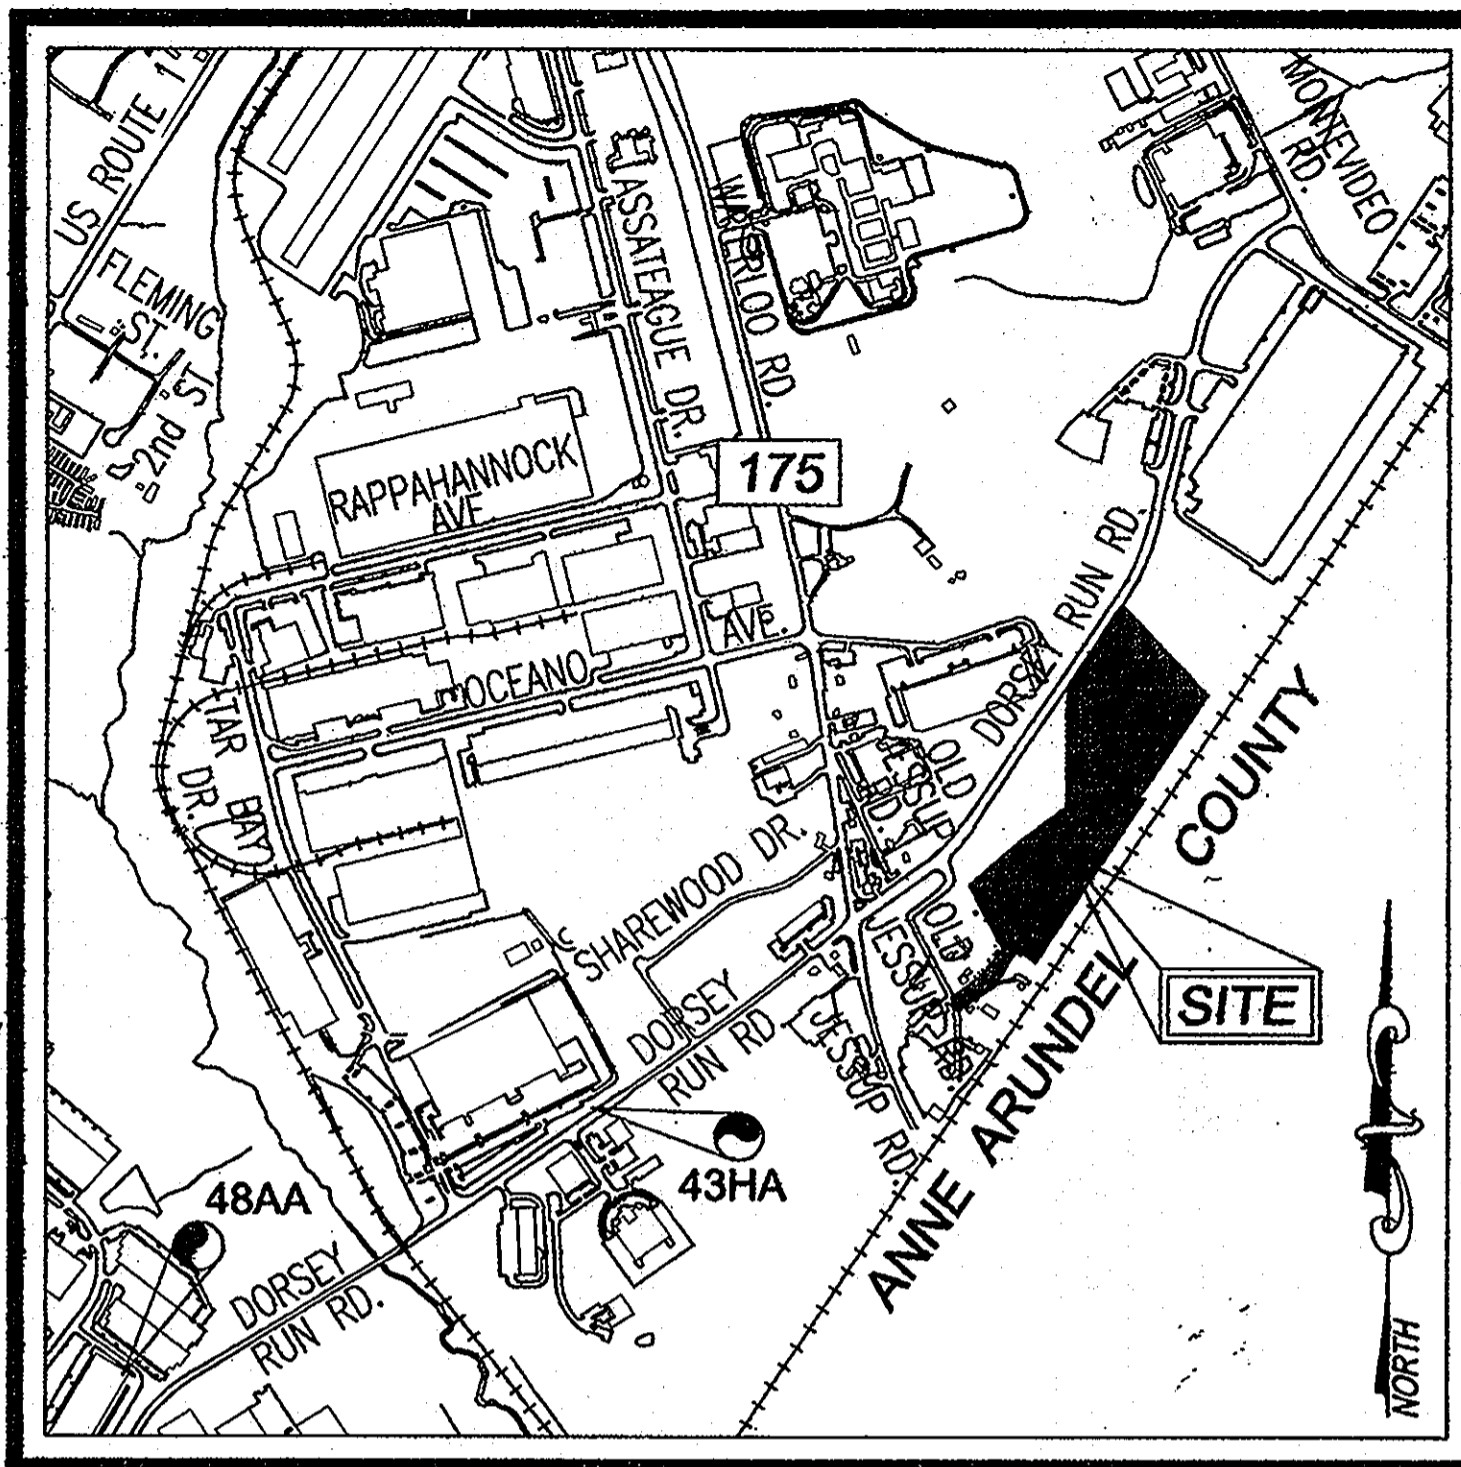 US ROUTE 1
FLEMING
ST.
2nd ST
ASSATEAGUE DR.
WATERLOO RD.
MONTEVIDEO
RD.
175
RAPPAHANNOCK
AVE.
OCEANO
AVE.
TAR BAY
DR.
DORSEY RUN RD.
OLD
JESSUP
RD.
SHAREWOOD DR.
DORSEY
RUN RD
OLD
JESSUP RD.
JESSUP RD.
ANNE ARUNDEL COUNTY
SITE
43HA
48AA
DORSEY
RUN RD.
NORTH